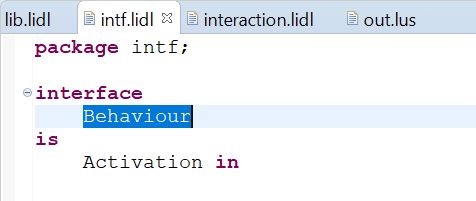 lib.lidl intf.lidl interaction.lidl out.lus
package intf;
interface
Behaviour
is
Activation in